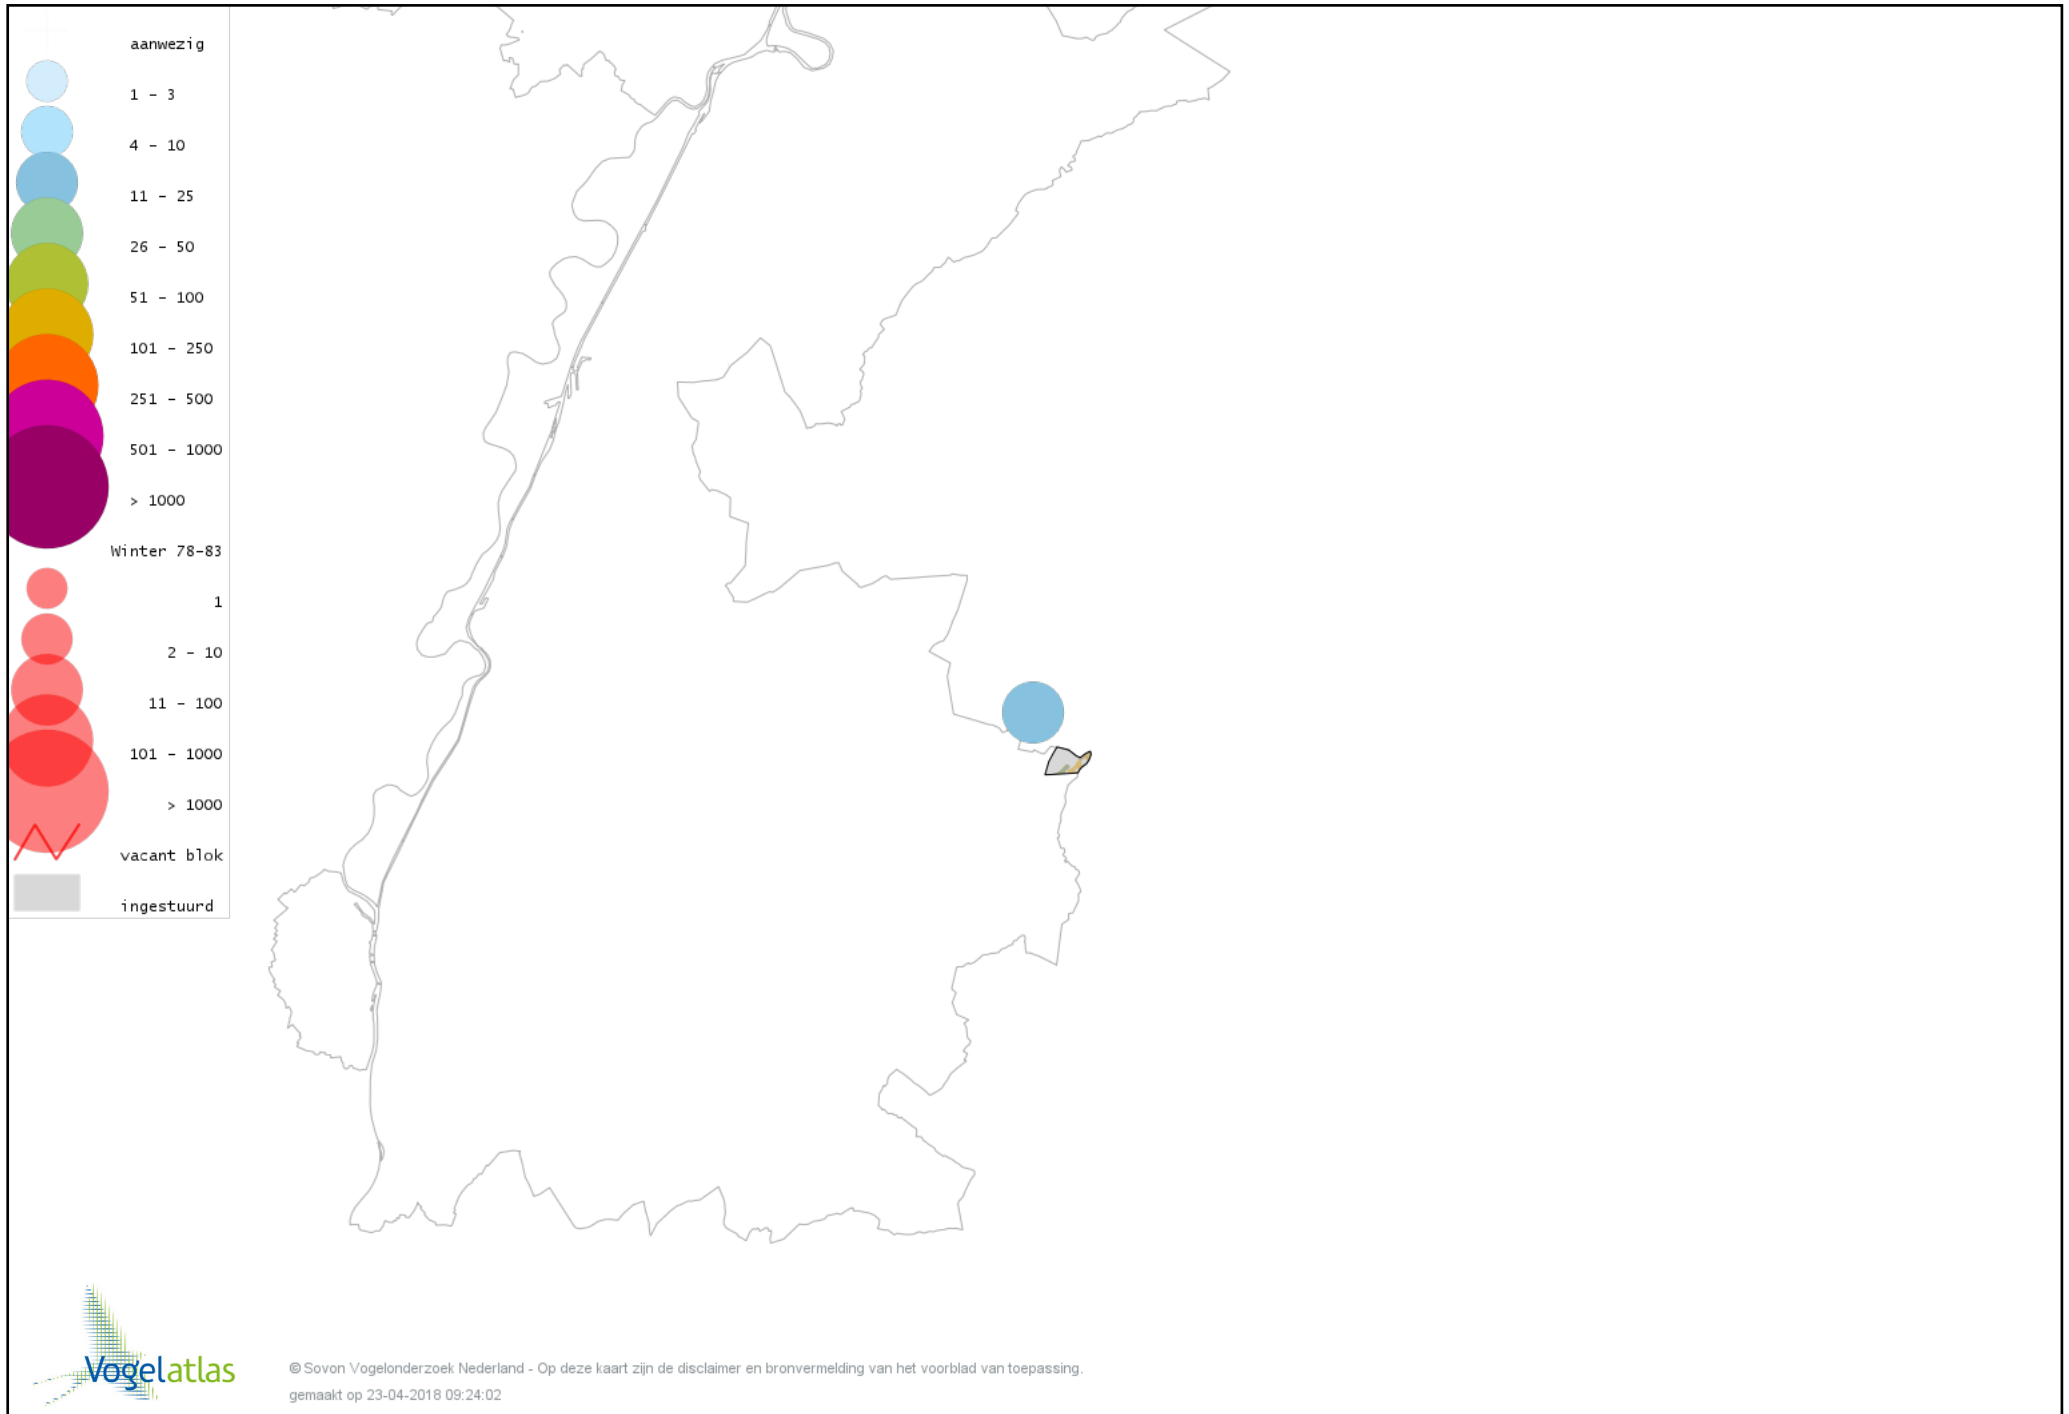 aanwezig
1 - 3
4 - 10
11 - 25
26 - 50
51 - 100
101 - 250
251 - 500
501 - 1000
> 1000
Winter 78-83
1
2 - 10
11 - 100
101 - 1000
> 1000
vacant blok
ingestuurd
Vogelatlas
© Sovon Vogelonderzoek Nederland - Op deze kaart zijn de disclaimer en bronvermelding van het voorblad van toepassing.
gemaakt op 23-04-2018 09:24:02